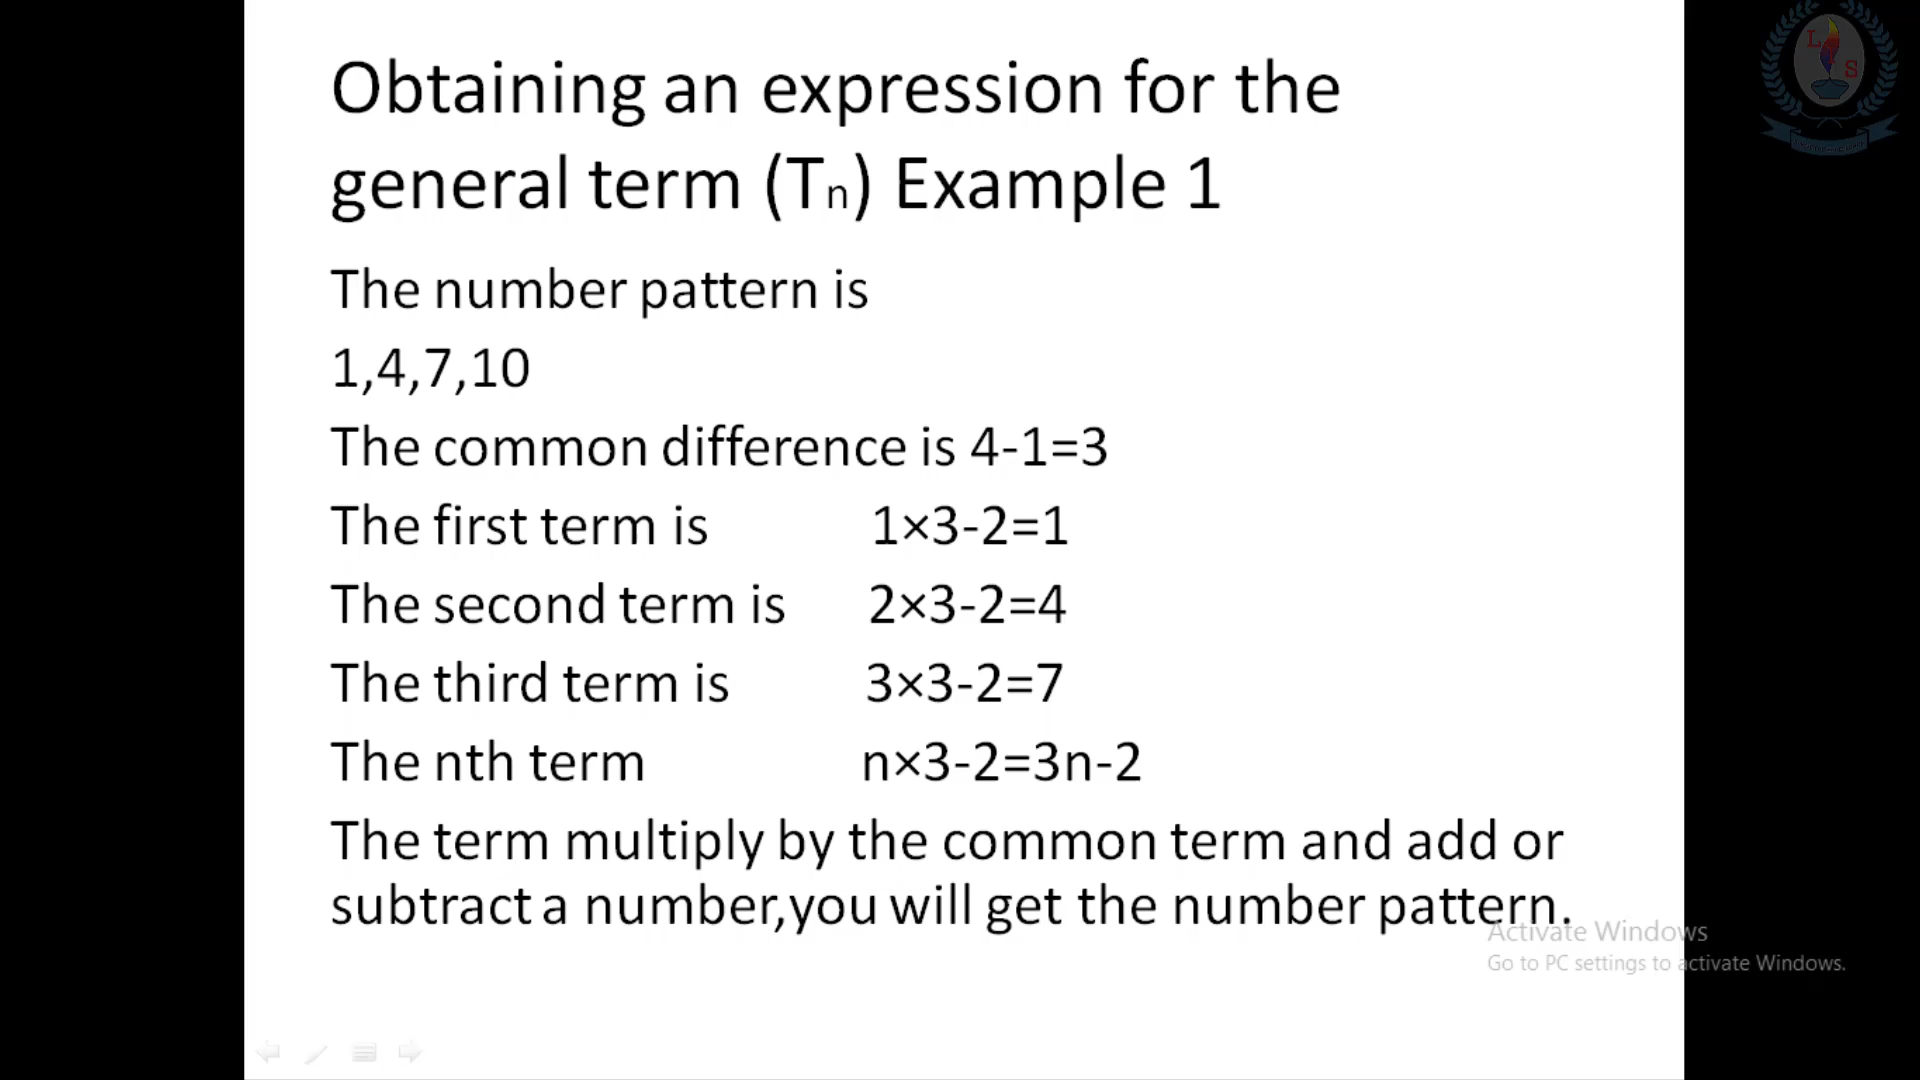 Obtaining an expression for the
general term (Tn) Example 1
The number pattern is
1,4,7,10
The common difference is 4-1=3
The first term is 1×3-2=1
The second term is 2×3-2=4
The third term is 3×3-2=7
The nth term n×3-2=3n-2
The term multiply by the common term and add or
subtract a number,you will get the number pattern.
Activate Windows
Go to PC settings to activate Windows.
L
S